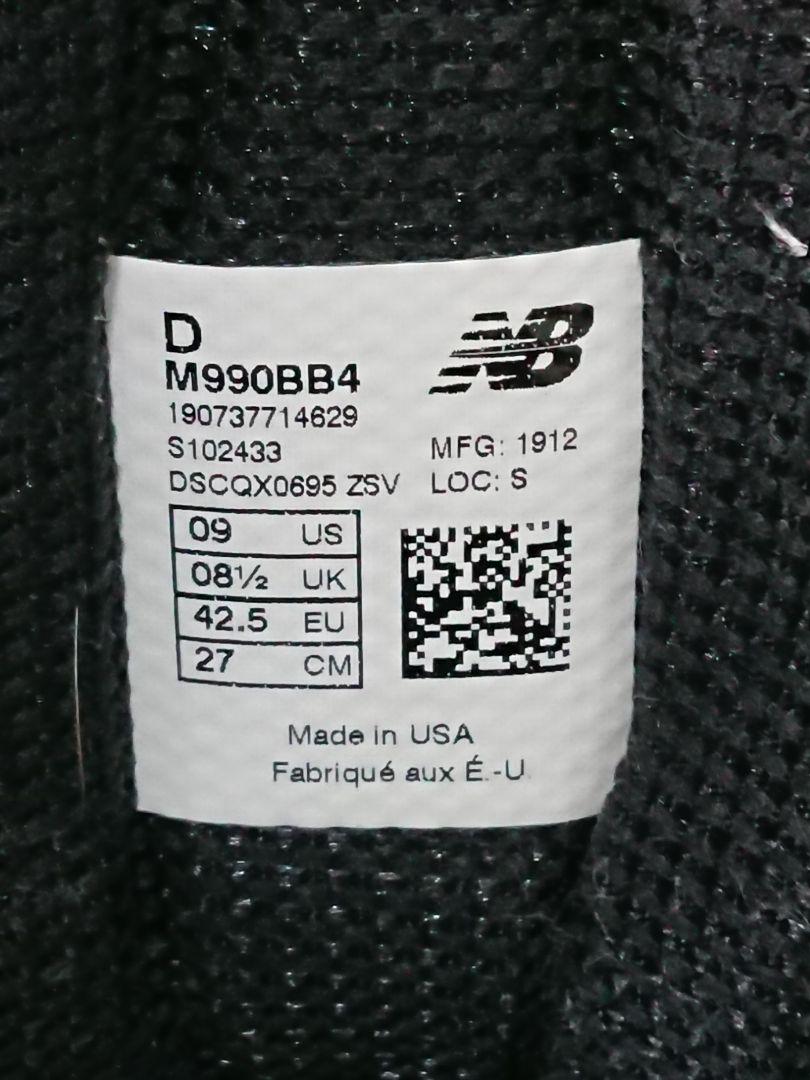 D
NB
M990BB4
190737714629
S102433
MFG: 1912
DSCQX0695 ZSV
LOC: S
09 US
08½ UK
42.5 EU
27 CM
Made in USA
Fabriqué aux É.-U.